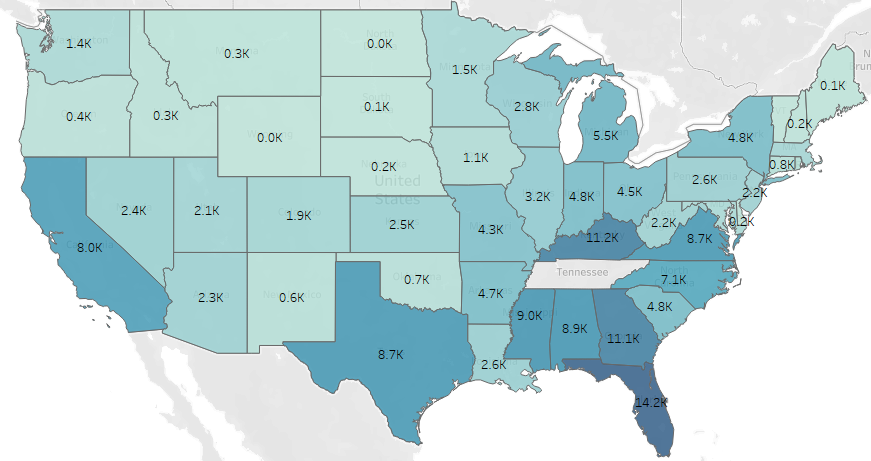 1.4K
0.3K
0.0K
1.5K
0.1K
0.4K
0.3K
0.0K
0.1K
2.8K
5.5K
4.8K
0.2K
0.2K
United
States
1.1K
2.6K
0.8K
2.4K
2.1K
1.9K
2.5K
4.3K
3.2K
4.8K
4.5K
2.2K
2.2K
0.2K
8.0K
11.2K
8.7K
2.3K
0.6K
0.7K
4.7K
Tennessee
7.1K
8.7K
9.0K
8.9K
11.1K
4.8K
2.6K
14.2K